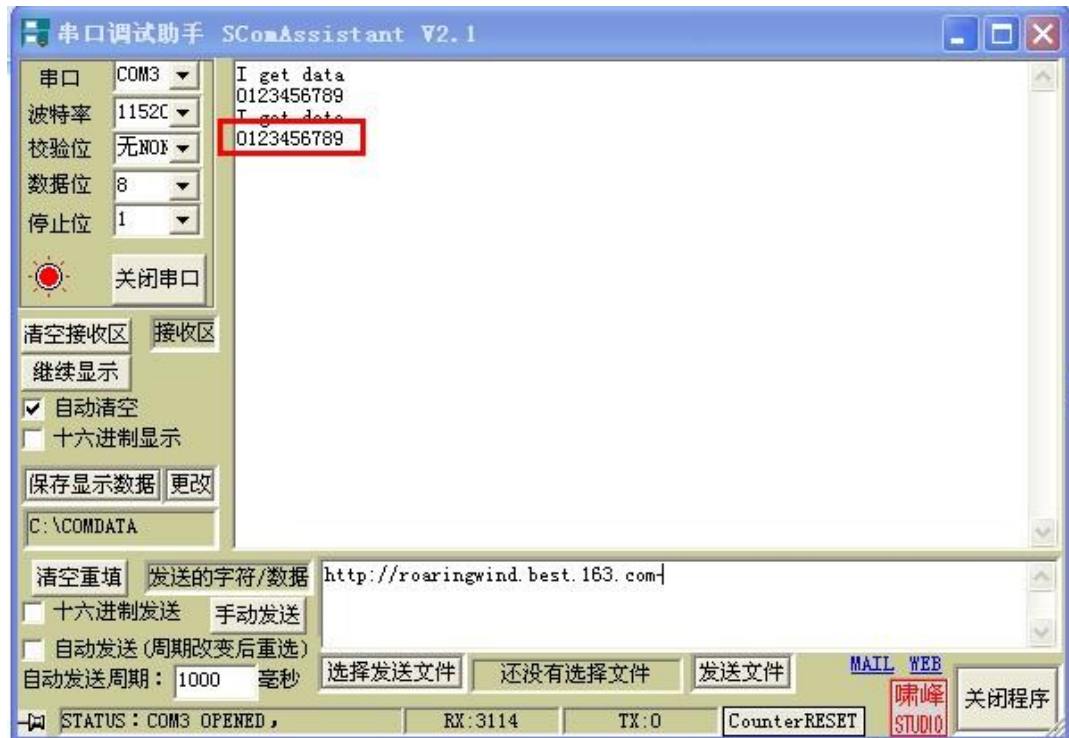 串口调试助手 SComAssistant V2.1
串口 COM3
波特率 11520
校验位 无NON
数据位 8
停止位 1
关闭串口
清空接收区 接收区
继续显示
自动清空
十六进制显示
保存显示数据 更改
C:\COMDATA
I get data
0123456789
I get data
0123456789
清空重填 发送的字符/数据 http://roaringwind.best.163.com
十六进制发送 手动发送
自动发送(周期改变后重选)
自动发送周期: 1000 毫秒 选择发送文件 还没有选择文件 发送文件 MAIL WEB
啸峰
STUDIO
关闭程序
STATUS:COM3 OPENED, RX:3114 TX:0 CounterRESET